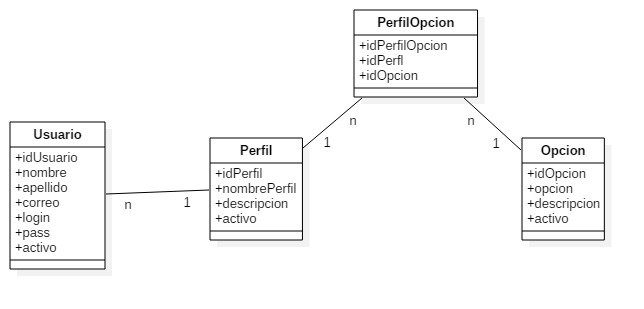 PerfilOpcion
+idPerfilOpcion
+idPerfl
+idOpcion
n
n
1
1
Usuario
+idUsuario
+nombre
+apellido
+correo
+login
+pass
+activo
n
1
Perfil
+idPerfil
+nombrePerfil
+descripcion
+activo
Opcion
+idOpcion
+opcion
+descripcion
+activo